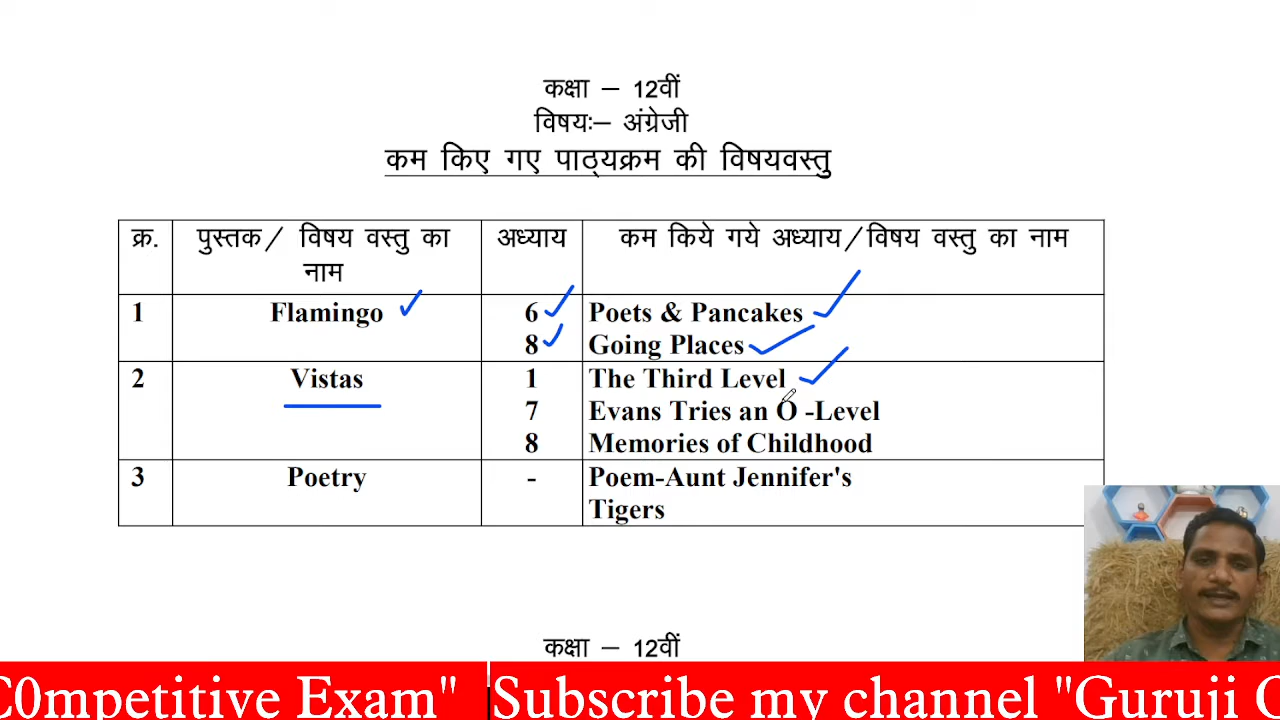 कक्षा – 12वीं
विषयः– अंग्रेजी
कम किए गए पाठ्यक्रम की विषयवस्तु
क्र. पुस्तक/ विषय वस्तु का नाम अध्याय कम किये गये अध्याय/विषय वस्तु का नाम
1 Flamingo 6 Poets & Pancakes
8 Going Places
2 Vistas 1 The Third Level
7 Evans Tries an O -Level
8 Memories of Childhood
3 Poetry - Poem-Aunt Jennifer's
Tigers
कक्षा – 12वीं
C0mpetitive Exam" Subscribe my channel "Guruji C